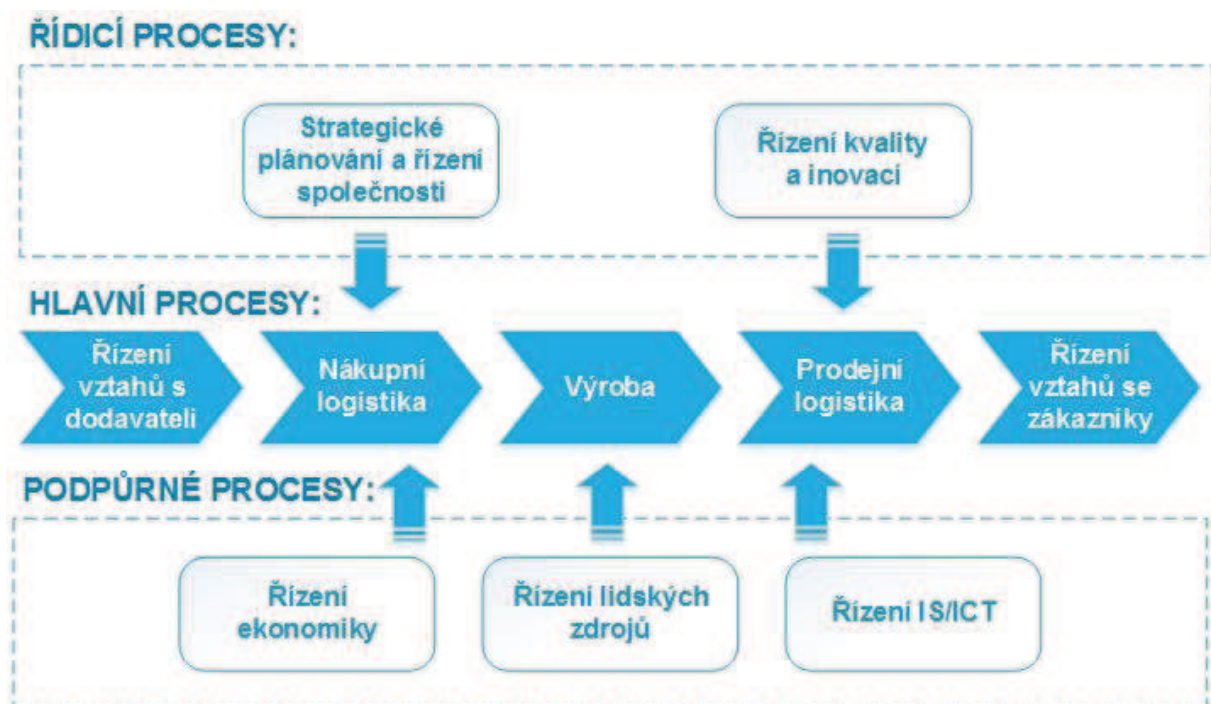 ŘÍDICÍ PROCESY:
Strategické
plánování a řízení
společnosti
Řízení kvality
a inovací
HLAVNÍ PROCESY:
Řízení
vztahů s
dodavateli
Nákupní
logistika
Výroba
Prodejní
logistika
Řízení
vztahů se
zákazníky
PODPŮRNÉ PROCESY:
Řízení
ekonomiky
Řízení lidských
zdrojů
Řízení IS/ICT